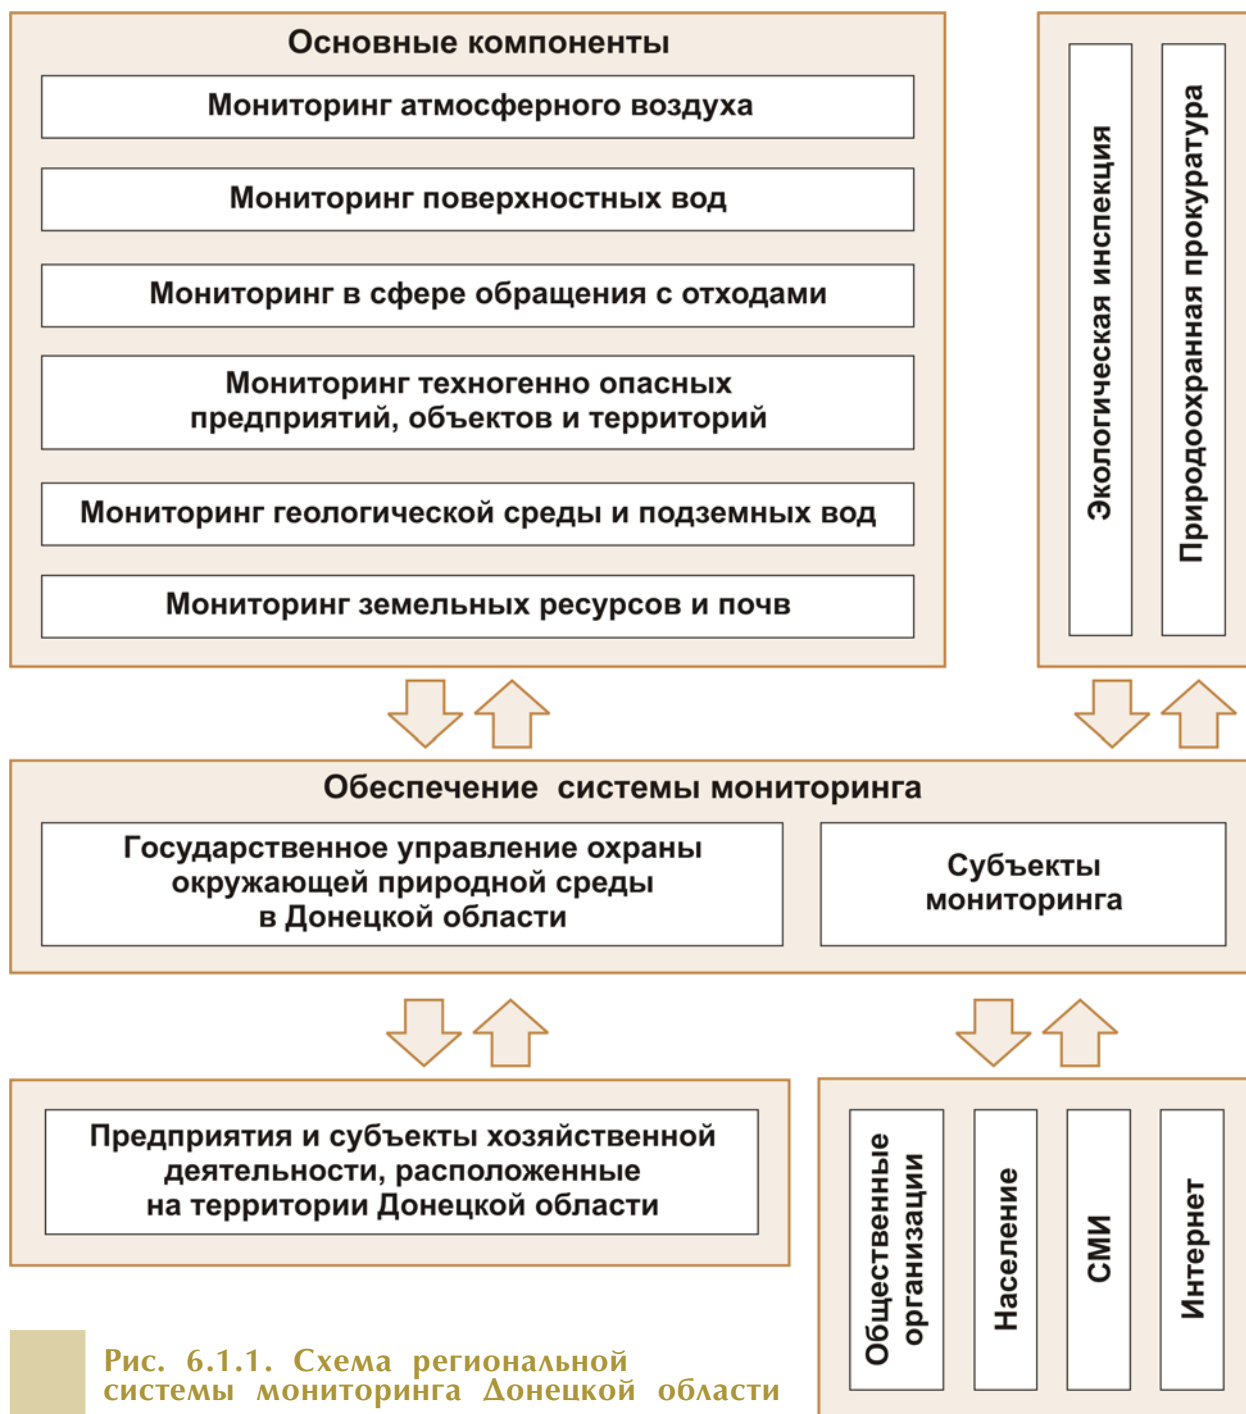 Основные компоненты
Мониторинг атмосферного воздуха
Мониторинг поверхностных вод
Мониторинг в сфере обращения с отходами
Мониторинг техногенно опасных
предприятий, объектов и территорий
Мониторинг геологической среды и подземных вод
Мониторинг земельных ресурсов и почв
Экологическая инспекция
Природоохранная прокуратура
Обеспечение системы мониторинга
Государственное управление охраны
окружающей природной среды
в Донецкой области
Субъекты
мониторинга
Предприятия и субъекты хозяйственной
деятельности, расположенные
на территории Донецкой области
Общественные
организации
Население
СМИ
Интернет
Рис. 6.1.1. Схема региональной
системы мониторинга Донецкой области